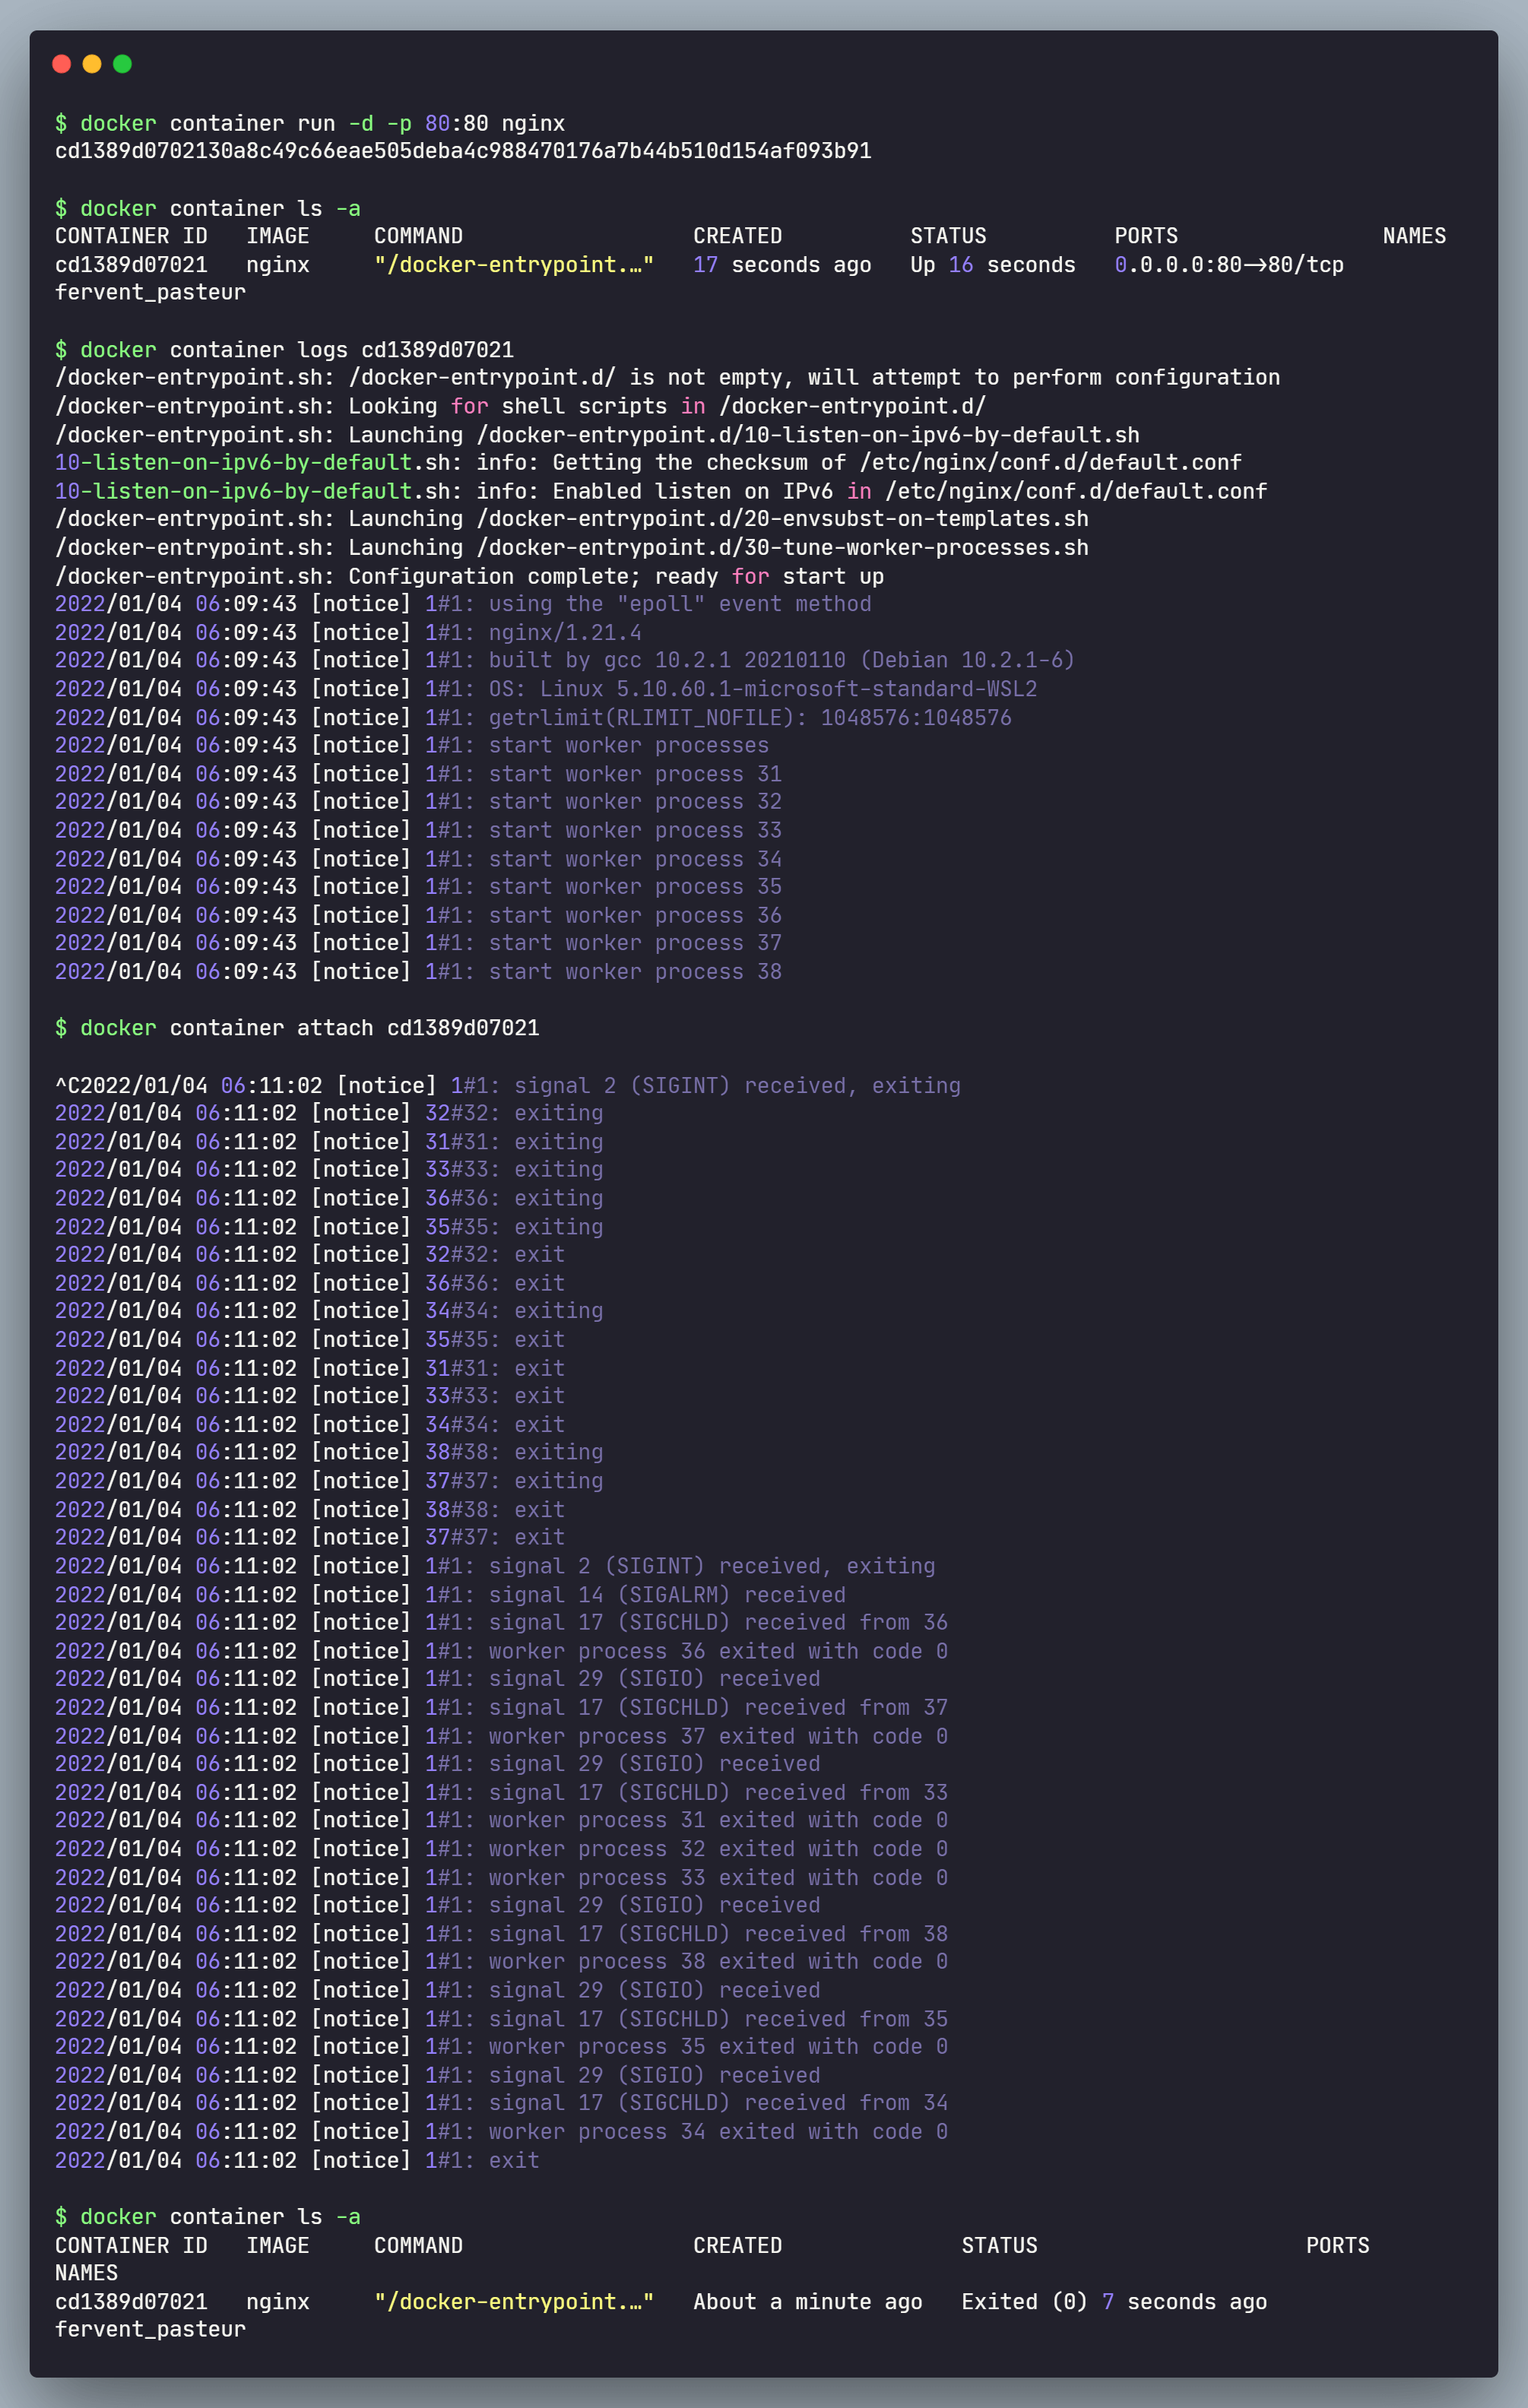 $ docker container run -d -p 80:80 nginx
cd1389d0702130a8c49c66eae505deba4c988470176a7b44b510d154af093b91
$ docker container ls -a
CONTAINER ID   IMAGE     COMMAND                  CREATED          STATUS          PORTS                NAMES
cd1389d07021   nginx     "/docker-entrypoint.…"   17 seconds ago   Up 16 seconds   0.0.0.0:80->80/tcp
fervent_pasteur
$ docker container logs cd1389d07021
/docker-entrypoint.sh: /docker-entrypoint.d/ is not empty, will attempt to perform configuration
/docker-entrypoint.sh: Looking for shell scripts in /docker-entrypoint.d/
/docker-entrypoint.sh: Launching /docker-entrypoint.d/10-listen-on-ipv6-by-default.sh
10-listen-on-ipv6-by-default.sh: info: Getting the checksum of /etc/nginx/conf.d/default.conf
10-listen-on-ipv6-by-default.sh: info: Enabled listen on IPv6 in /etc/nginx/conf.d/default.conf
/docker-entrypoint.sh: Launching /docker-entrypoint.d/20-envsubst-on-templates.sh
/docker-entrypoint.sh: Launching /docker-entrypoint.d/30-tune-worker-processes.sh
/docker-entrypoint.sh: Configuration complete; ready for start up
2022/01/04 06:09:43 [notice] 1#1: using the "epoll" event method
2022/01/04 06:09:43 [notice] 1#1: nginx/1.21.4
2022/01/04 06:09:43 [notice] 1#1: built by gcc 10.2.1 20210110 (Debian 10.2.1-6)
2022/01/04 06:09:43 [notice] 1#1: OS: Linux 5.10.60.1-microsoft-standard-WSL2
2022/01/04 06:09:43 [notice] 1#1: getrlimit(RLIMIT_NOFILE): 1048576:1048576
2022/01/04 06:09:43 [notice] 1#1: start worker processes
2022/01/04 06:09:43 [notice] 1#1: start worker process 31
2022/01/04 06:09:43 [notice] 1#1: start worker process 32
2022/01/04 06:09:43 [notice] 1#1: start worker process 33
2022/01/04 06:09:43 [notice] 1#1: start worker process 34
2022/01/04 06:09:43 [notice] 1#1: start worker process 35
2022/01/04 06:09:43 [notice] 1#1: start worker process 36
2022/01/04 06:09:43 [notice] 1#1: start worker process 37
2022/01/04 06:09:43 [notice] 1#1: start worker process 38
$ docker container attach cd1389d07021
^C2022/01/04 06:11:02 [notice] 1#1: signal 2 (SIGINT) received, exiting
2022/01/04 06:11:02 [notice] 32#32: exiting
2022/01/04 06:11:02 [notice] 31#31: exiting
2022/01/04 06:11:02 [notice] 33#33: exiting
2022/01/04 06:11:02 [notice] 36#36: exiting
2022/01/04 06:11:02 [notice] 35#35: exiting
2022/01/04 06:11:02 [notice] 32#32: exit
2022/01/04 06:11:02 [notice] 36#36: exit
2022/01/04 06:11:02 [notice] 34#34: exiting
2022/01/04 06:11:02 [notice] 35#35: exit
2022/01/04 06:11:02 [notice] 31#31: exit
2022/01/04 06:11:02 [notice] 33#33: exit
2022/01/04 06:11:02 [notice] 34#34: exit
2022/01/04 06:11:02 [notice] 38#38: exiting
2022/01/04 06:11:02 [notice] 37#37: exiting
2022/01/04 06:11:02 [notice] 38#38: exit
2022/01/04 06:11:02 [notice] 37#37: exit
2022/01/04 06:11:02 [notice] 1#1: signal 2 (SIGINT) received, exiting
2022/01/04 06:11:02 [notice] 1#1: signal 14 (SIGALRM) received
2022/01/04 06:11:02 [notice] 1#1: signal 17 (SIGCHLD) received from 36
2022/01/04 06:11:02 [notice] 1#1: worker process 36 exited with code 0
2022/01/04 06:11:02 [notice] 1#1: signal 29 (SIGIO) received
2022/01/04 06:11:02 [notice] 1#1: signal 17 (SIGCHLD) received from 37
2022/01/04 06:11:02 [notice] 1#1: worker process 37 exited with code 0
2022/01/04 06:11:02 [notice] 1#1: signal 29 (SIGIO) received
2022/01/04 06:11:02 [notice] 1#1: signal 17 (SIGCHLD) received from 33
2022/01/04 06:11:02 [notice] 1#1: worker process 31 exited with code 0
2022/01/04 06:11:02 [notice] 1#1: worker process 32 exited with code 0
2022/01/04 06:11:02 [notice] 1#1: worker process 33 exited with code 0
2022/01/04 06:11:02 [notice] 1#1: signal 29 (SIGIO) received
2022/01/04 06:11:02 [notice] 1#1: signal 17 (SIGCHLD) received from 38
2022/01/04 06:11:02 [notice] 1#1: worker process 38 exited with code 0
2022/01/04 06:11:02 [notice] 1#1: signal 29 (SIGIO) received
2022/01/04 06:11:02 [notice] 1#1: signal 17 (SIGCHLD) received from 35
2022/01/04 06:11:02 [notice] 1#1: worker process 35 exited with code 0
2022/01/04 06:11:02 [notice] 1#1: signal 29 (SIGIO) received
2022/01/04 06:11:02 [notice] 1#1: signal 17 (SIGCHLD) received from 34
2022/01/04 06:11:02 [notice] 1#1: worker process 34 exited with code 0
2022/01/04 06:11:02 [notice] 1#1: exit
$ docker container ls -a
CONTAINER ID   IMAGE     COMMAND                  CREATED              STATUS                     PORTS
NAMES
cd1389d07021   nginx     "/docker-entrypoint.…"   About a minute ago   Exited (0) 7 seconds ago
fervent_pasteur